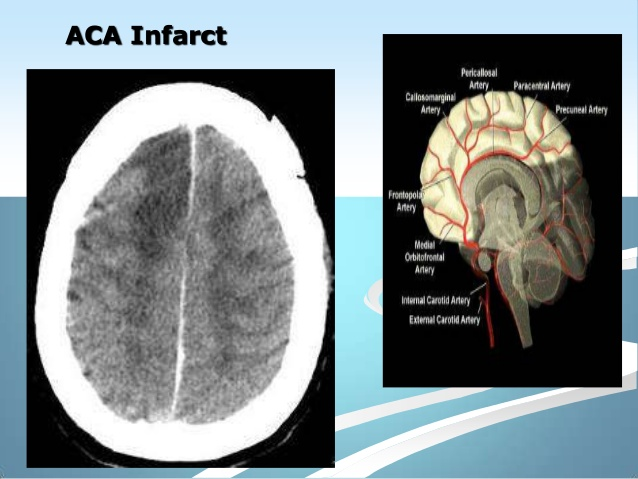 ACA Infarct
Pericallosal
Artery
Paracentral Artery
Callosomarginal
Artery
Precuneal Artery
Frontopola
Artery
Medial
Orbitofrontal
Artery
Internal Carotid Artery
External Carotid Artery